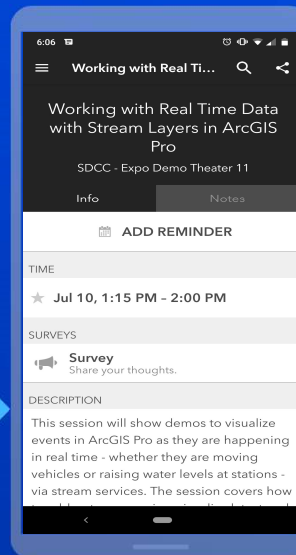 6:06
Working with Real Ti...
Working with Real Time Data
with Stream Layers in ArcGIS
Pro
SDCC - Expo Demo Theater 11
Info
Notes
ADD REMINDER
TIME
Jul 10, 1:15 PM – 2:00 PM
SURVEYS
Survey
Share your thoughts.
DESCRIPTION
This session will show demos to visualize
events in ArcGIS Pro as they are happening
in real time - whether they are moving
vehicles or raising water levels at stations -
via stream services. The session covers how